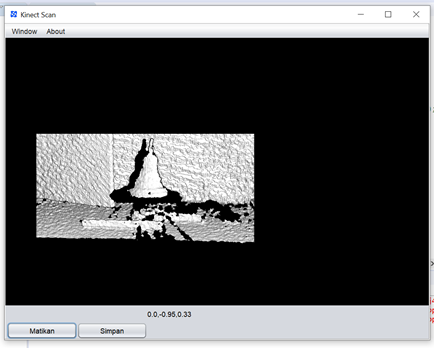 Kinect Scan
Window About
0.0,-0.95,0.33
Matikan Simpan